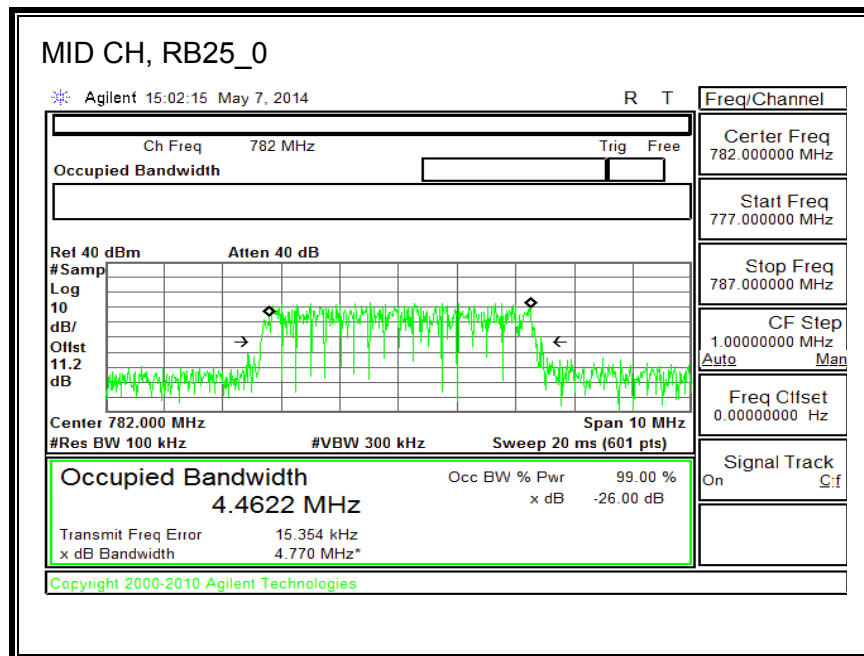 MID CH, RB25_0
Agilent 15:02:15 May 7, 2014 R T
Freq/Channel
Ch Freq 782 MHz Trig Free
Occupied Bandwidth
Center Freq
782.000000 MHz
Start Freq
777.000000 MHz
Stop Freq
787.000000 MHz
CF Step
1.00000000 MHz
Auto Man
Freq Offset
0.00000000 Hz
Signal Track
On Off
Ref 40 dBm Atten 40 dB
#Samp
Log
10
dB/
Offst
11.2
dB
Center 782.000 MHz Span 10 MHz
#Res BW 100 kHz #VBW 300 kHz Sweep 20 ms (601 pts)
Occupied Bandwidth Occ BW % Pwr 99.00 %
4.4622 MHz x dB -26.00 dB
Transmit Freq Error 15.354 kHz
x dB Bandwidth 4.770 MHz*
Copyright 2000-2010 Agilent Technologies